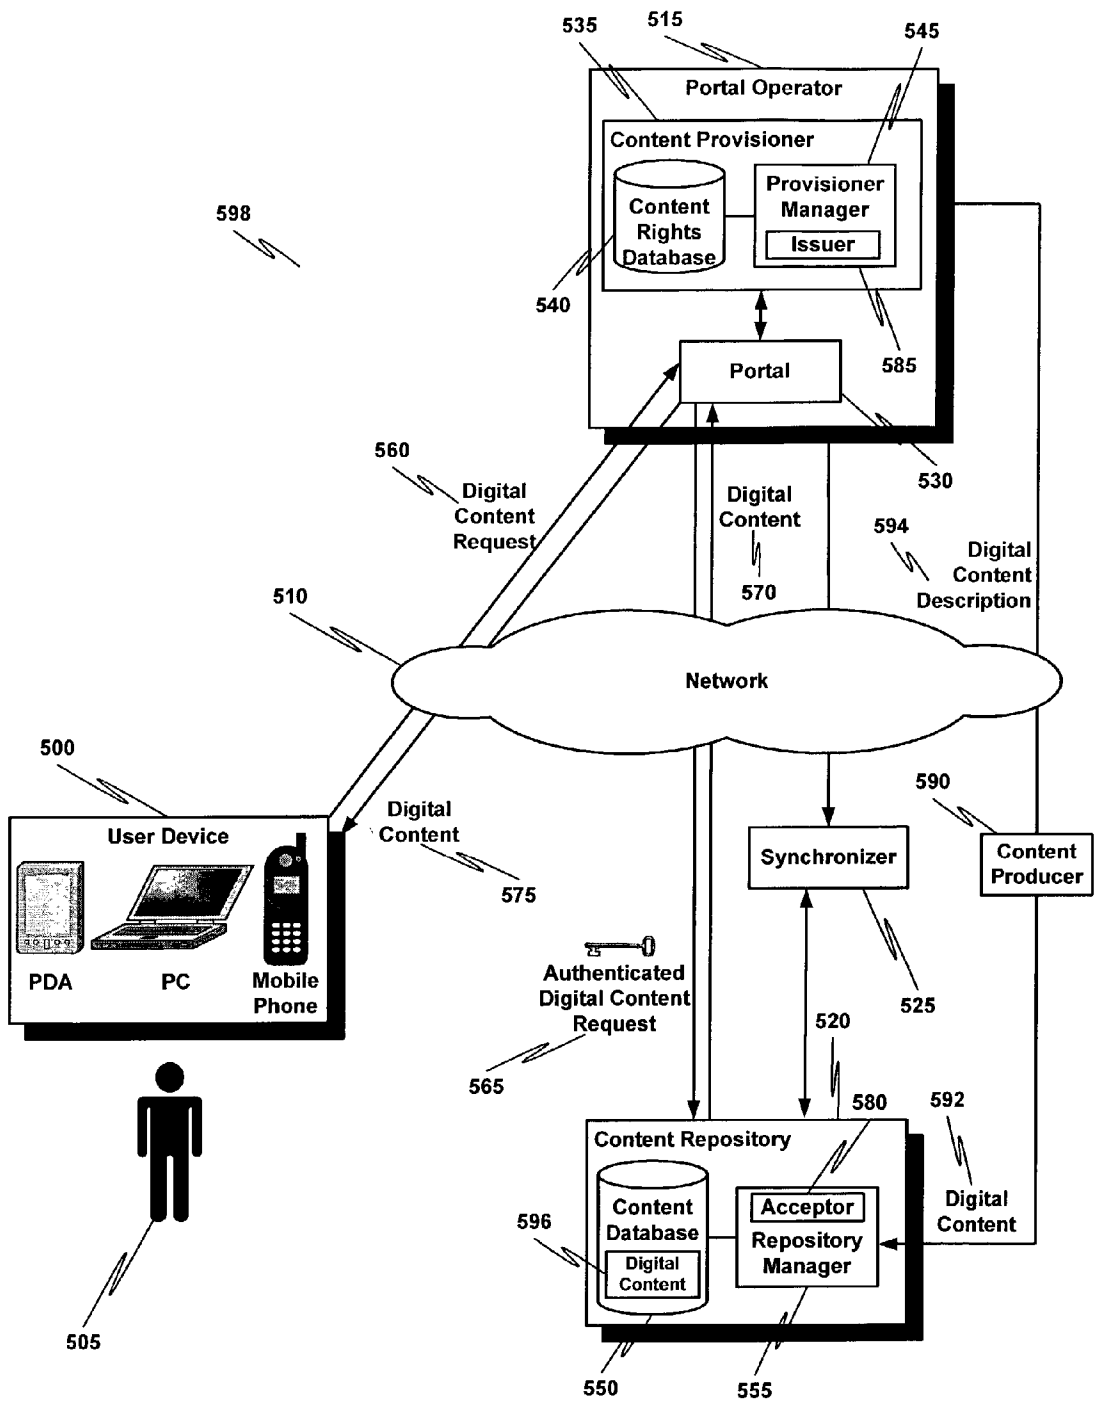 535
515
545
Portal Operator
Content Provisioner
Provisioner
Manager
Issuer
Content
Rights
Database
598
540
585
Portal
560
530
Digital
Content
Request
Digital
Content
570
594
Digital
Content
Description
510
Network
500
User Device
PDA
PC
Mobile
Phone
Digital
Content
575
590
Synchronizer
Content
Producer
Authenticated
Digital Content
Request
525
520
565
580
592
Content Repository
Content
Database
Digital
Content
Acceptor
Repository
Manager
Digital
Content
596
505
550
555